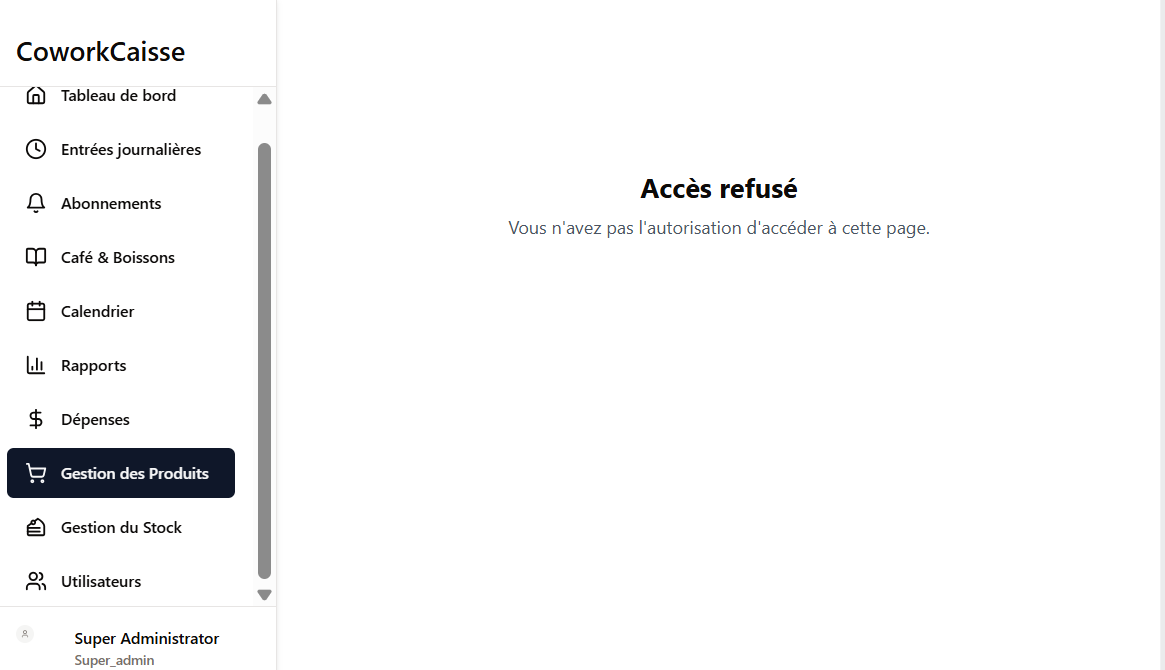 CoworkCaisse
Tableau de bord
Entrées journalières
Abonnements
Café & Boissons
Calendrier
Rapports
Dépenses
Gestion des Produits
Gestion du Stock
Utilisateurs
Super Administrator
Super_admin
Accès refusé
Vous n'avez pas l'autorisation d'accéder à cette page.